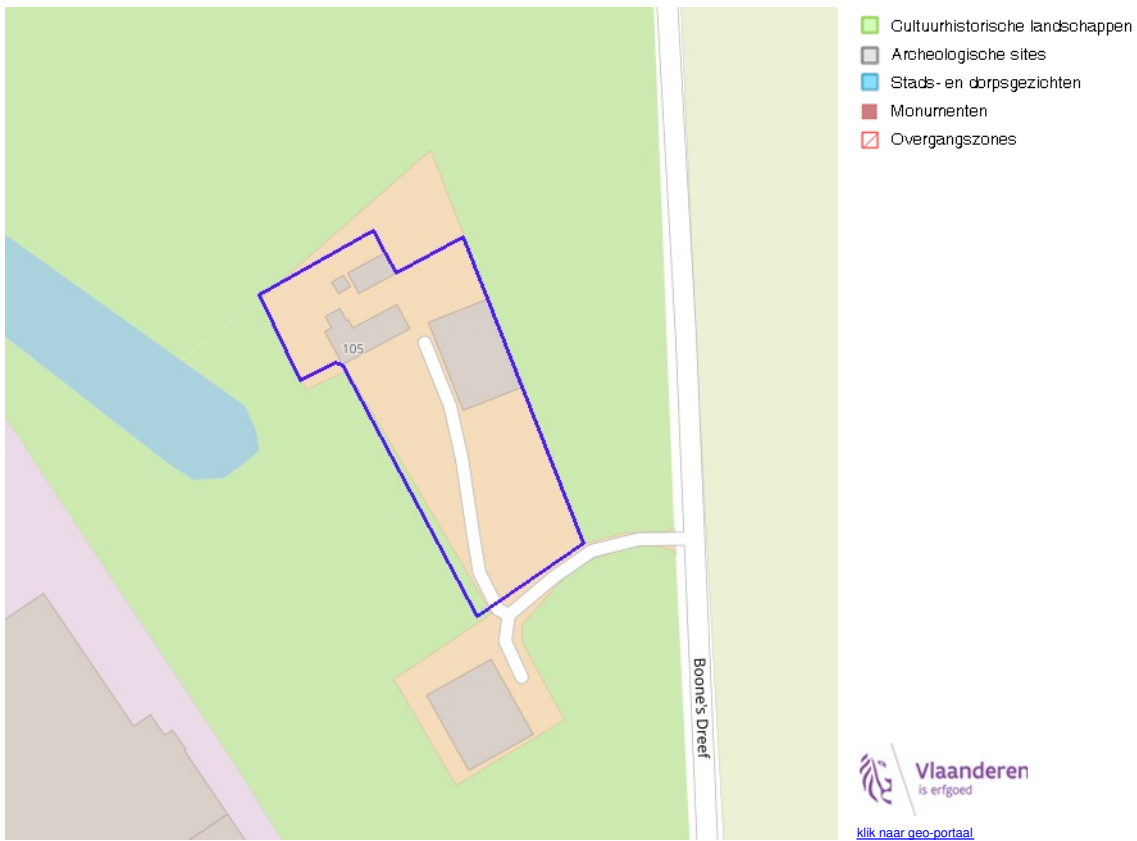 Cultuurhistorische landschappen
Archeologische sites
Stads- en dorpsgezichten
Monumenten
Overgangszones
105
Boone's Dreef
Vlaanderen
is erfgoed
klik naar geo-portaal